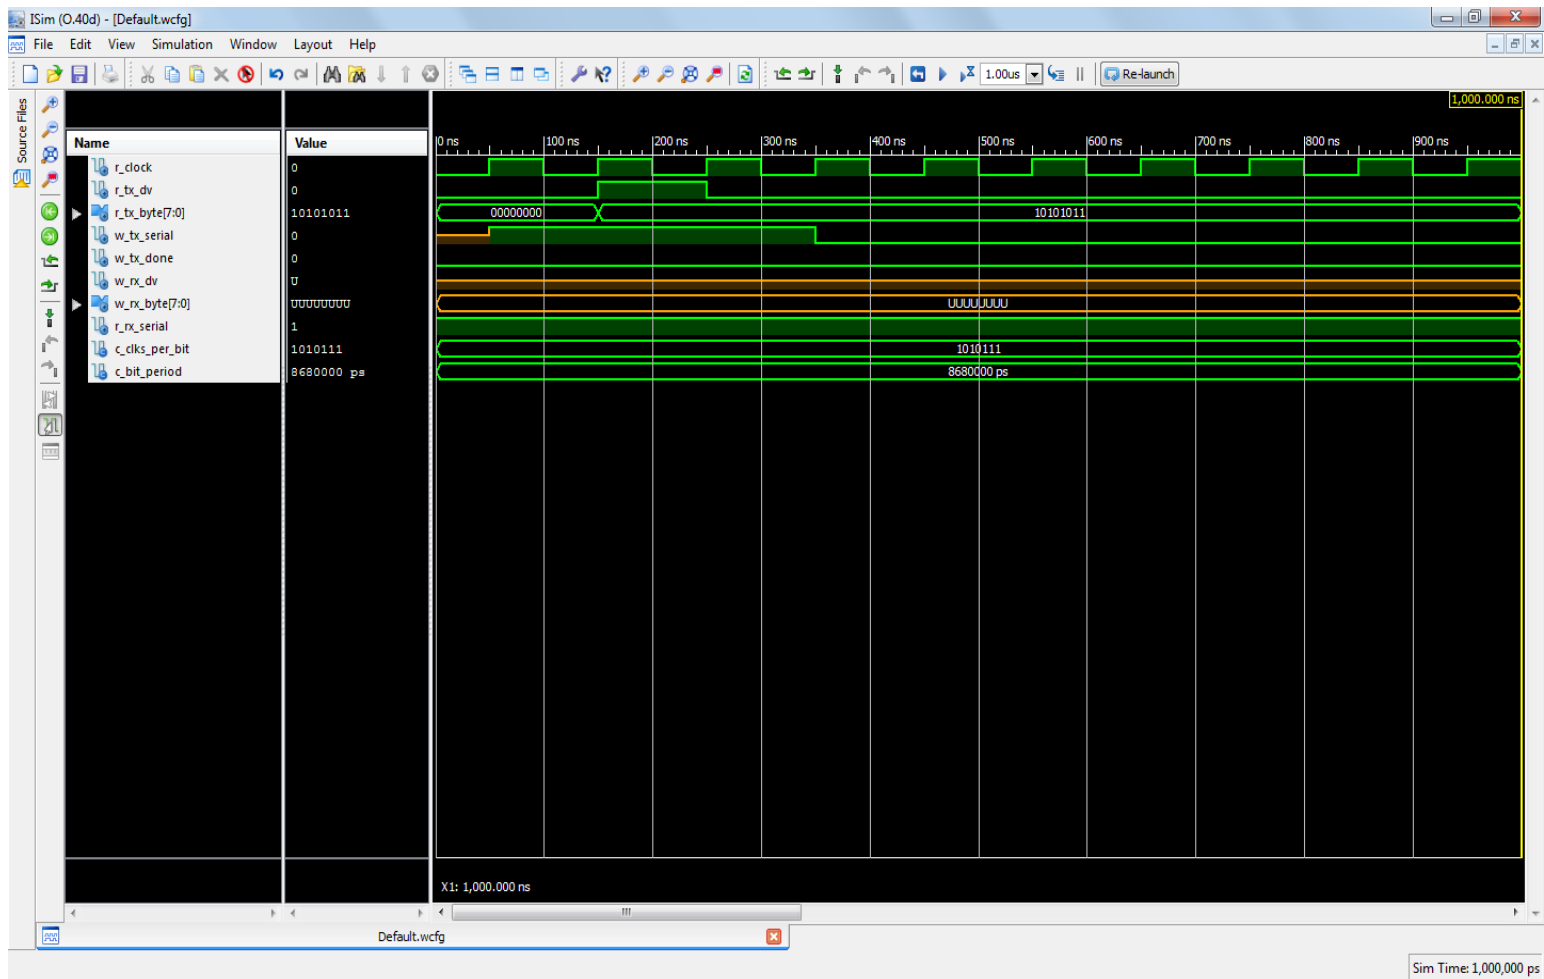 ISim (O.40d) - [Default.wcfg]
File Edit View Simulation Window Layout Help
1.00us Re-launch
Source Files
1,000.000 ns
Name Value 0 ns 100 ns 200 ns 300 ns 400 ns 500 ns 600 ns 700 ns 800 ns 900 ns
r_clock 0
r_tx_dv 0
r_tx_byte[7:0] 10101011 00000000 10101011
w_tx_serial 0
w_tx_done 0
w_rx_dv U
w_rx_byte[7:0] UUUUUUUU UUUUUUUU
r_rx_serial 1
c_clks_per_bit 1010111 1010111
c_bit_period 8680000 ps 8680000 ps
X1: 1,000.000 ns
Default.wcfg
Sim Time: 1,000,000 ps